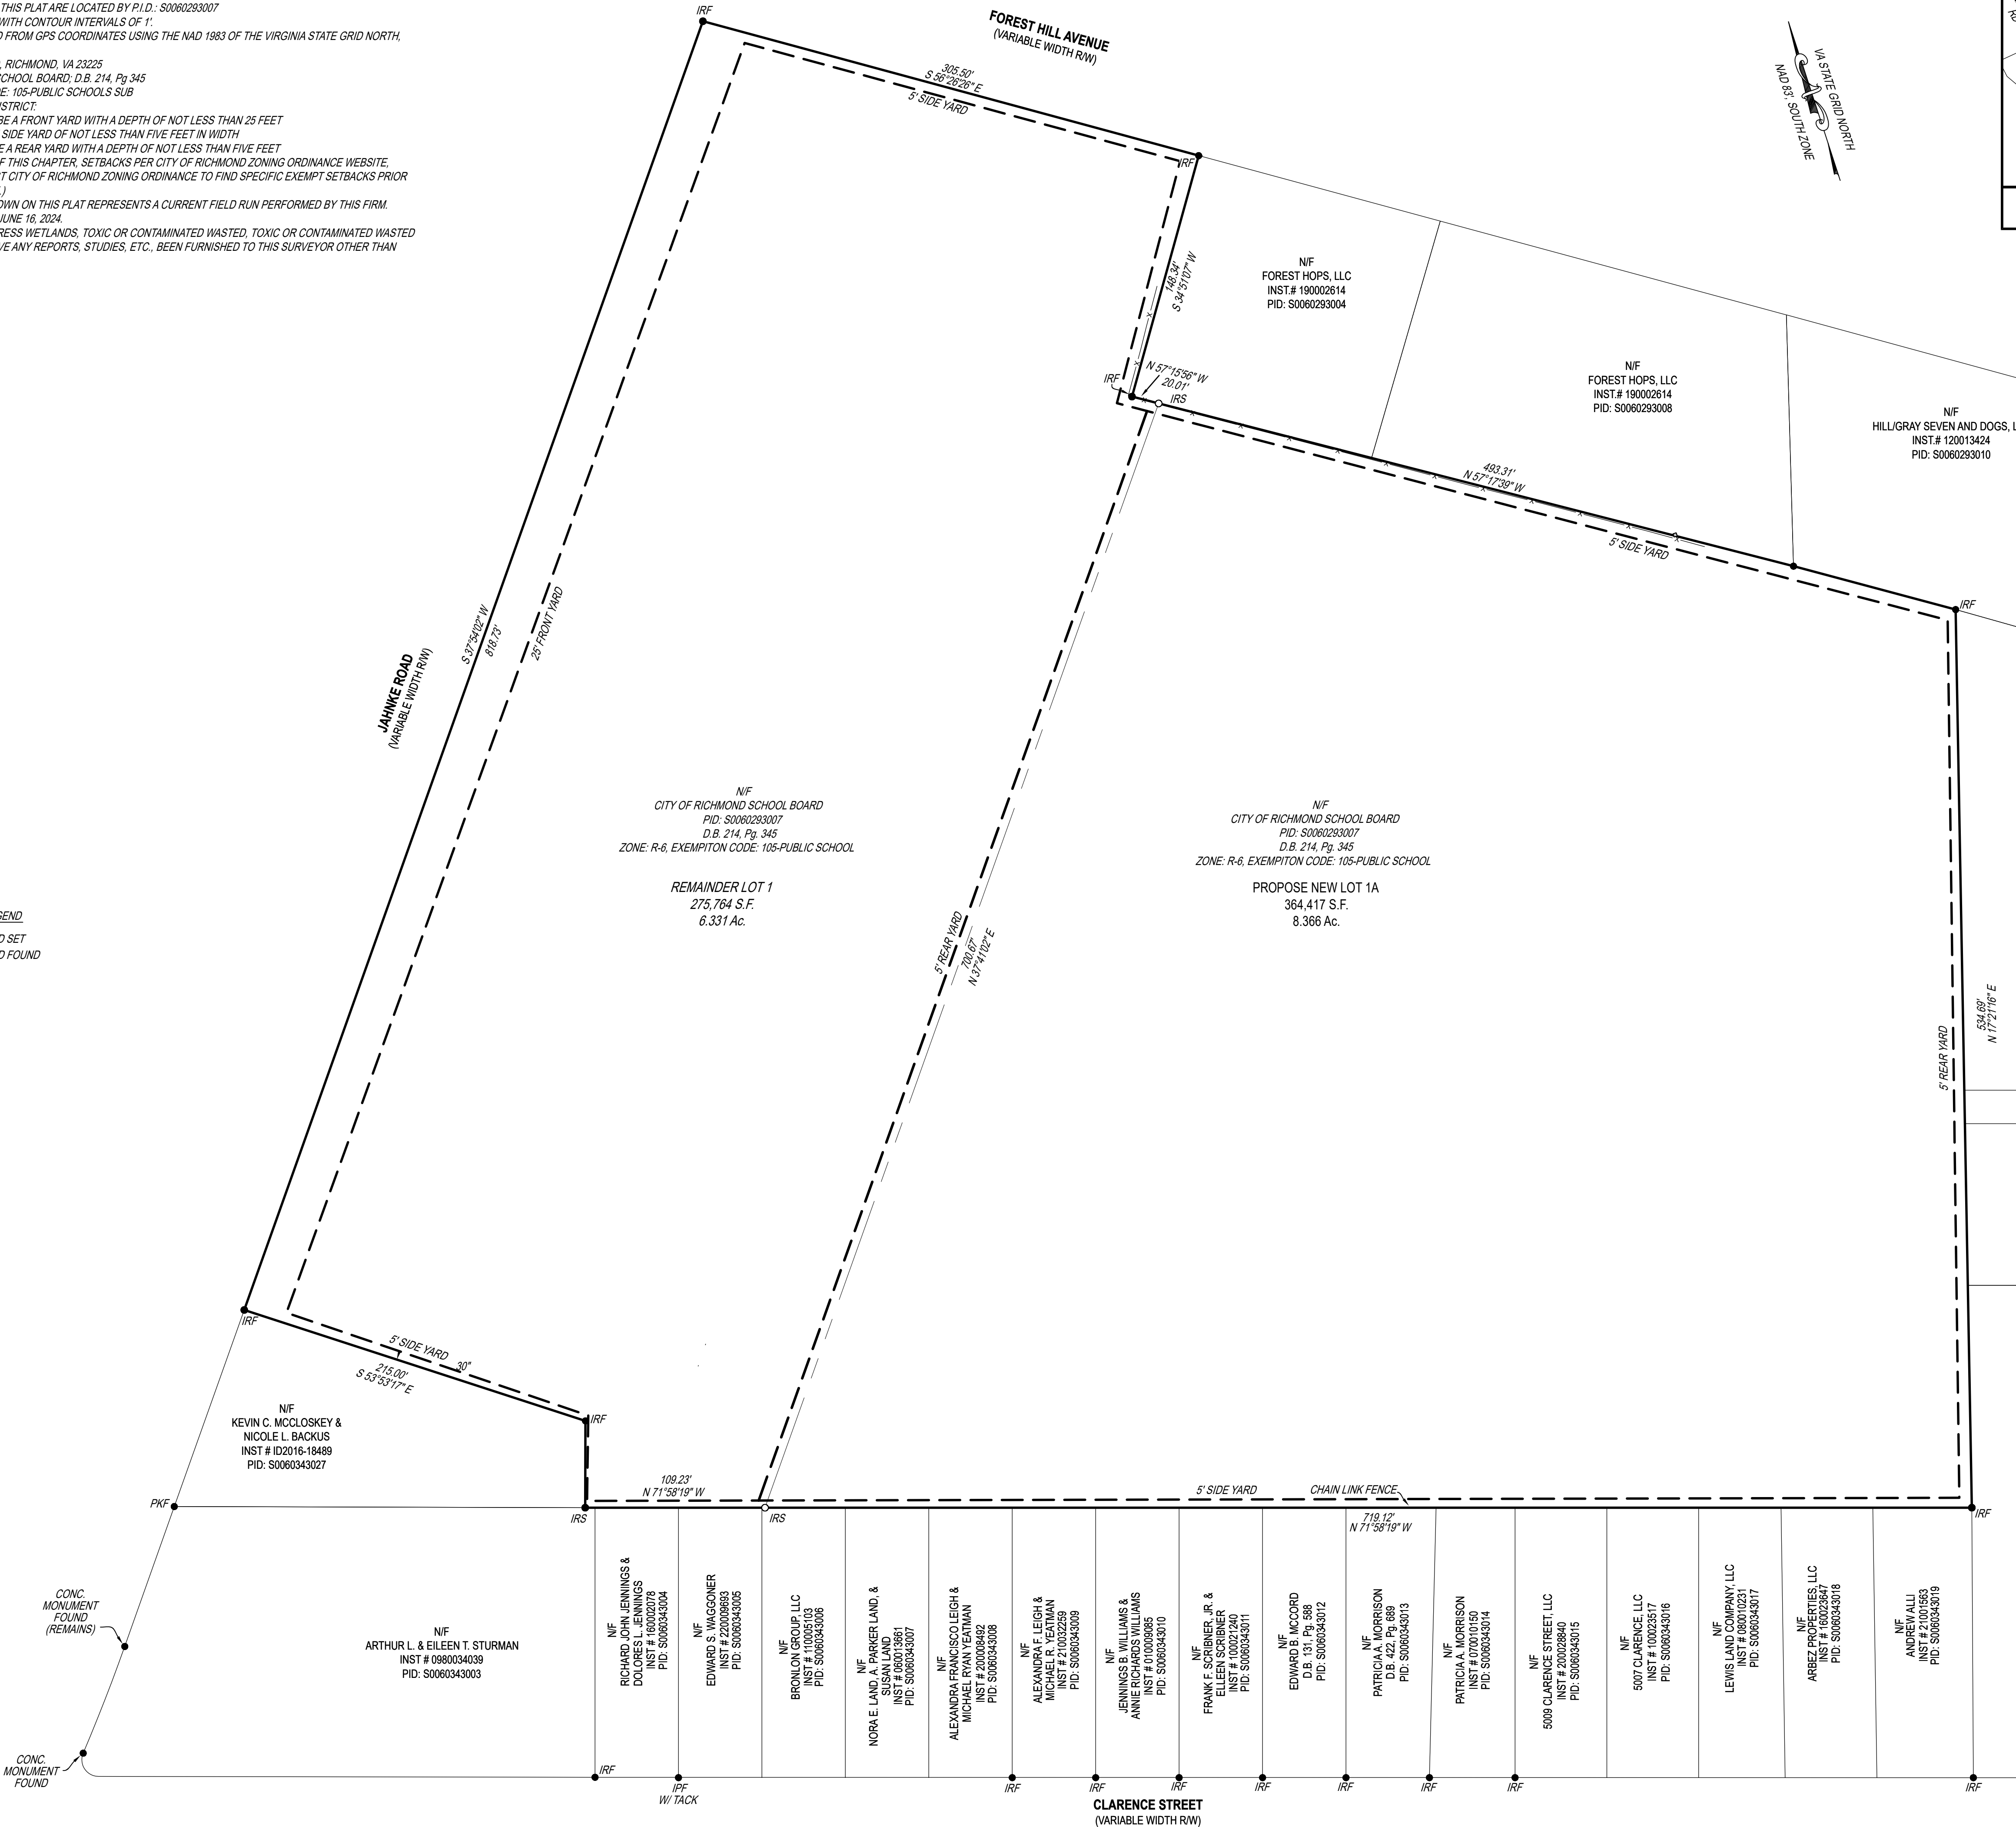 THIS PLAT ARE LOCATED BY P.I.D.: S0060293007
WITH CONTOUR INTERVALS OF 1'.
FROM GPS COORDINATES USING THE NAD 1983 OF THE VIRGINIA STATE GRID NORTH,
, RICHMOND, VA 23225
SCHOOL BOARD; D.B. 214, Pg 345
E: 105-PUBLIC SCHOOLS SUB
ISTRICT:
BE A FRONT YARD WITH A DEPTH OF NOT LESS THAN 25 FEET
SIDE YARD OF NOT LESS THAN FIVE FEET IN WIDTH
E A REAR YARD WITH A DEPTH OF NOT LESS THAN FIVE FEET
F THIS CHAPTER, SETBACKS PER CITY OF RICHMOND ZONING ORDINANCE WEBSITE,
T CITY OF RICHMOND ZONING ORDINANCE TO FIND SPECIFIC EXEMPT SETBACKS PRIOR
.)
OWN ON THIS PLAT REPRESENTS A CURRENT FIELD RUN PERFORMED BY THIS FIRM.
JUNE 16, 2024.
RESS WETLANDS, TOXIC OR CONTAMINATED WASTED, TOXIC OR CONTAMINATED WASTED
VE ANY REPORTS, STUDIES, ETC., BEEN FURNISHED TO THIS SURVEYOR OTHER THAN
IRF
FOREST HILL AVENUE
(VARIABLE WIDTH R/W)
305.50'
S 56°26'26" E
5' SIDE YARD
IRF
VA STATE GRID NORTH
NAD 83', SOUTH ZONE
RD
148.34'
S 34°51'07" W
N/F
FOREST HOPS, LLC
INST.# 190002614
PID: S0060293004
N/F
FOREST HOPS, LLC
INST.# 190002614
PID: S0060293008
N/F
HILL/GRAY SEVEN AND DOGS, L
INST.# 120013424
PID: S0060293010
IRF
N 57°15'56" W
20.01'
IRS
493.31'
N 57°17'39" W
5' SIDE YARD
IRF
JAHNKE ROAD
(VARIABLE WIDTH R/W)
S 37°54'02" W
818.73'
25' FRONT YARD
N/F
CITY OF RICHMOND SCHOOL BOARD
PID: S0060293007
D.B. 214, Pg. 345
ZONE: R-6, EXEMPITON CODE: 105-PUBLIC SCHOOL
REMAINDER LOT 1
275,764 S.F.
6.331 Ac.
N/F
CITY OF RICHMOND SCHOOL BOARD
PID: S0060293007
D.B. 214, Pg. 345
ZONE: R-6, EXEMPITON CODE: 105-PUBLIC SCHOOL
PROPOSE NEW LOT 1A
364,417 S.F.
8.366 Ac.
GEND
D SET
D FOUND
5' REAR YARD
700.67'
N 37°41'02" E
5' REAR YARD
534.69'
N 17°21'16" E
IRF
5' SIDE YARD
30"
215.00'
S 53°53'17" E
IRF
N/F
KEVIN C. MCCLOSKEY &
NICOLE L. BACKUS
INST # ID2016-18489
PID: S0060343027
PKF
109.23'
N 71°58'19" W
IRS
IRS
5' SIDE YARD
CHAIN LINK FENCE
719.12'
N 71°58'19" W
IRF
CONC.
MONUMENT
FOUND
(REMAINS)
CONC.
MONUMENT
FOUND
N/F
ARTHUR L. & EILEEN T. STURMAN
INST # 0980034039
PID: S0060343003
N/F
RICHARD JOHN JENNINGS &
DOLORES L. JENNINGS
INST # 160002078
PID: S0060343004
N/F
EDWARD S. WAGGONER
INST # 220009693
PID: S0060343005
N/F
BRONLON GROUP, LLC
INST # 110005103
PID: S0060343006
N/F
NORA E. LAND, A. PARKER LAND, &
SUSAN LAND
INST # 060013661
PID: S0060343007
N/F
ALEXANDRA FRANCISCO LEIGH &
MICHAEL RYAN YEATMAN
INST # 200008492
PID: S0060343008
N/F
ALEXANDRA F. LEIGH &
MICHAEL R. YEATMAN
INST # 210032259
PID: S0060343009
N/F
JENNINGS B. WILLIAMS &
ANNIE RICHARDS WILLIAMS
INST # 010009085
PID: S0060343010
N/F
FRANK F. SCRIBNER, JR. &
ELLEEN SCRIBNER
INST # 100021240
PID: S0060343011
N/F
EDWARD B. MCCORD
D.B. 131, Pg. 588
PID: S0060343012
N/F
PATRICIA A. MORRISON
D.B. 422, Pg. 689
PID: S0060343013
N/F
PATRICIA A. MORRISON
INST # 070010150
PID: S0060343014
N/F
5009 CLARENCE STREET, LLC
INST # 200028840
PID: S0060343015
N/F
5007 CLARENCE, LLC
INST # 100023517
PID: S0060343016
N/F
LEWIS LAND COMPANY, LLC
INST # 080010231
PID: S0060343017
N/F
ARBEZ PROPERTIES, LLC
INST # 160023647
PID: S0060343018
N/F
ANDREW ALLI
INST # 210001563
PID: S0060343019
IRF
IPF
W/ TACK
IRF
IRF
IRF
IRF
IRF
IRF
IRF
IRF
CLARENCE STREET
(VARIABLE WIDTH R/W)